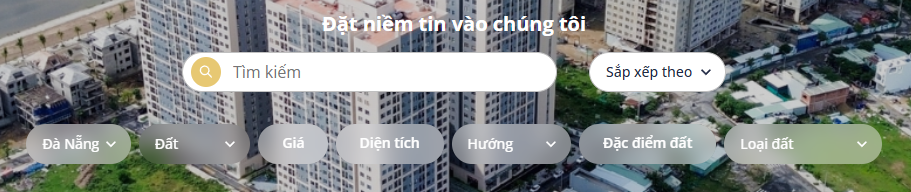 Đặt niềm tin vào chúng tôi
Tìm kiếm
Sắp xếp theo
Đà Nẵng
Đất
Giá
Diện tích
Hướng
Đặc điểm đất
Loại đất